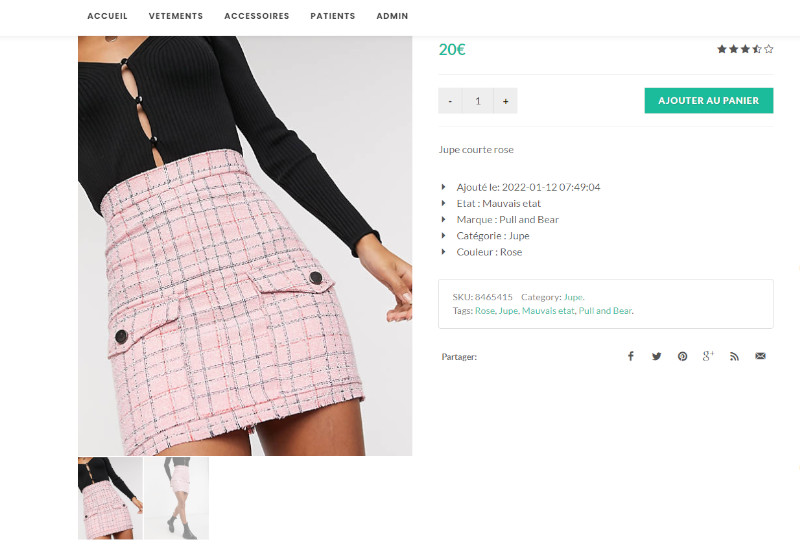 ACCUEIL VETEMENTS ACCESSOIRES PATIENTS ADMIN
20€
- 1 +
AJOUTER AU PANIER
Jupe courte rose
Ajouté le: 2022-01-12 07:49:04
Etat : Mauvais etat
Marque : Pull and Bear
Catégorie : Jupe
Couleur : Rose
SKU: 8465415 Category: Jupe.
Tags: Rose, Jupe, Mauvais etat, Pull and Bear.
Partager: